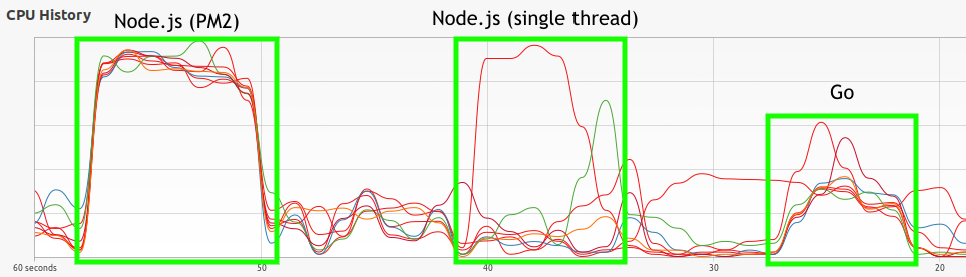 CPU History
Node.js (PM2)
Node.js (single thread)
Go
60 seconds
50
40
30
20